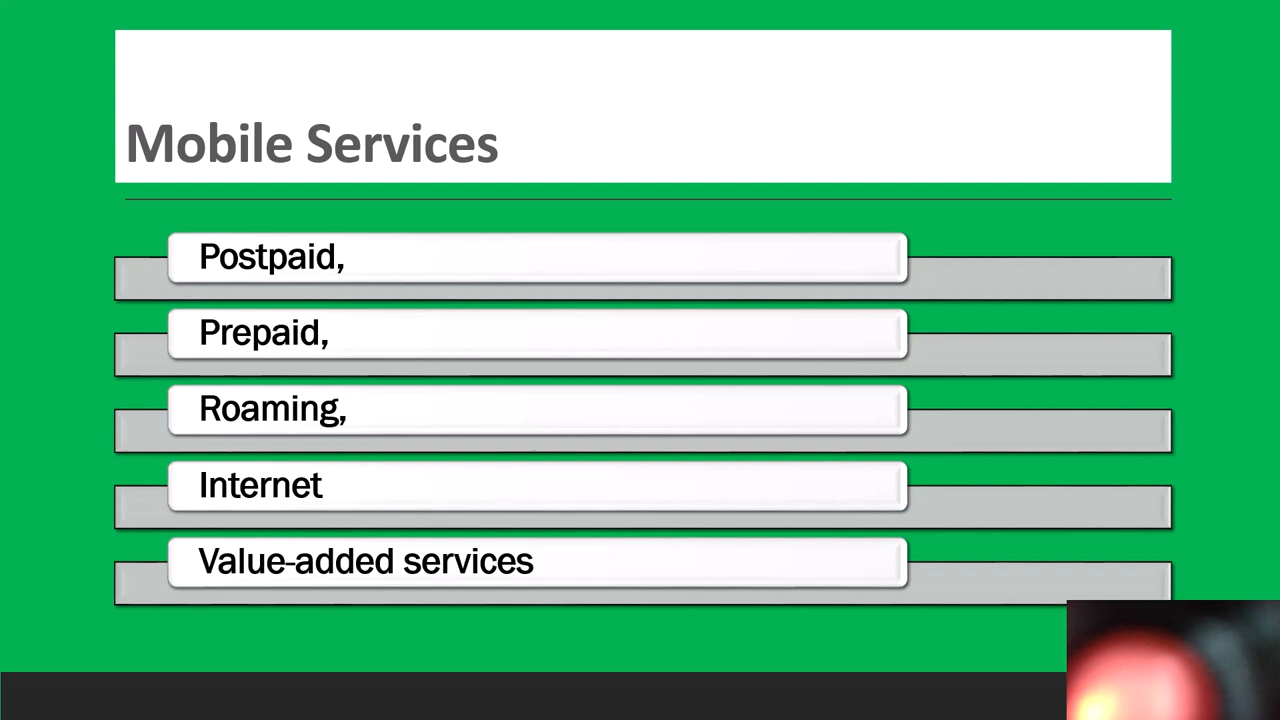 Mobile Services
Postpaid,
Prepaid,
Roaming,
Internet
Value-added services